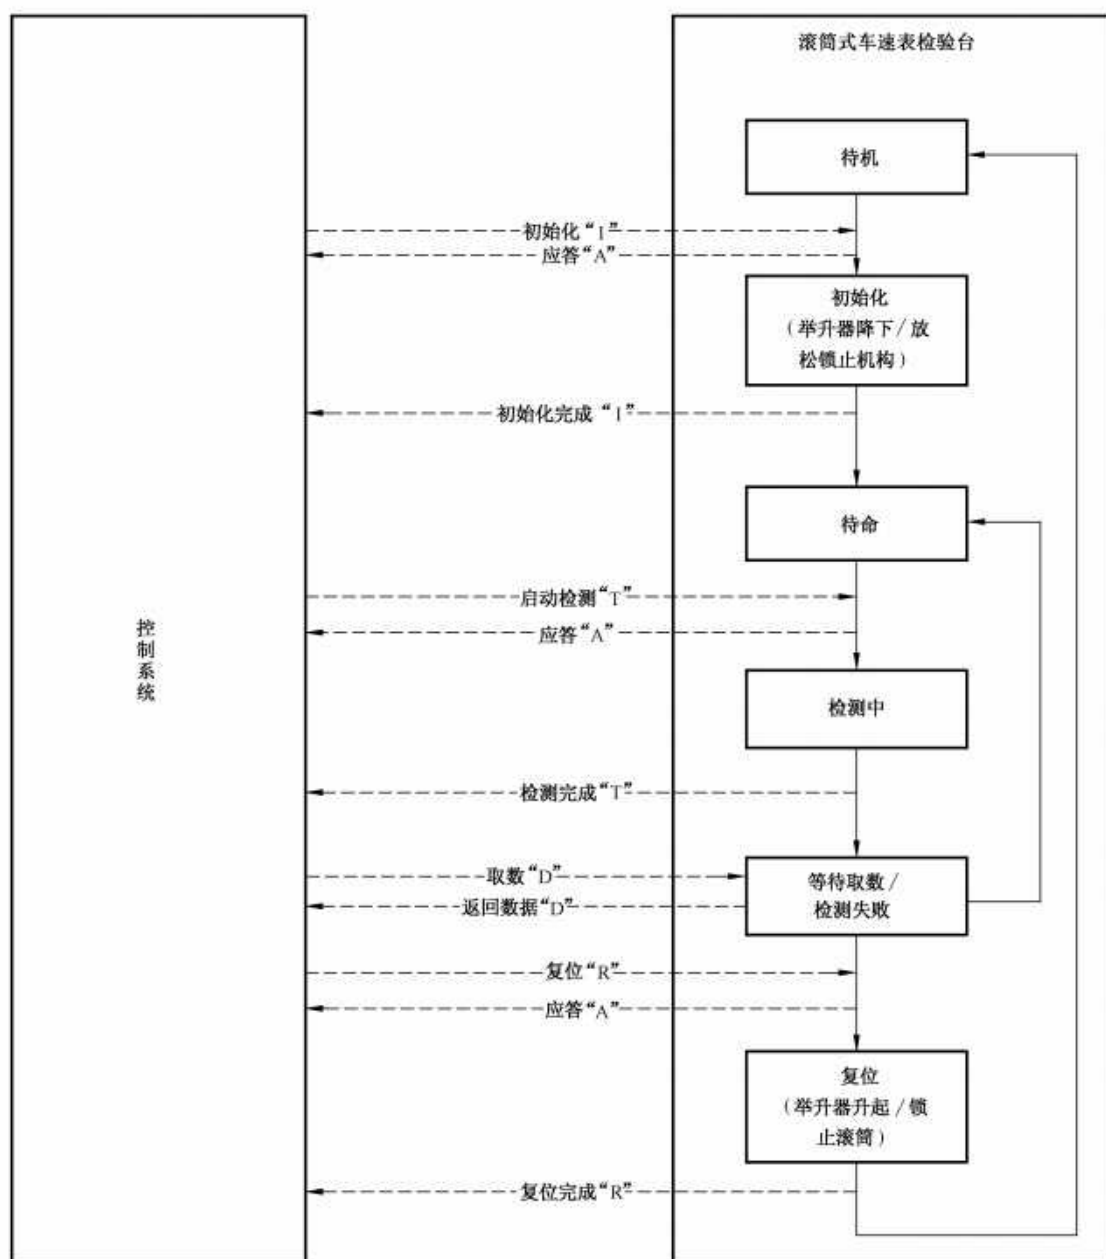 滚筒式车速表检验台
待机
初始化“I”
应答“A”
初始化
(举升器降下/放
松锁止机构)
初始化完成“I”
待命
启动检测“T”
应答“A”
控制系统
检测中
检测完成“T”
取数“D”
返回数据“D”
等待取数/
检测失败
复位“R”
应答“A”
复位
(举升器升起/锁
止滚筒)
复位完成“R”